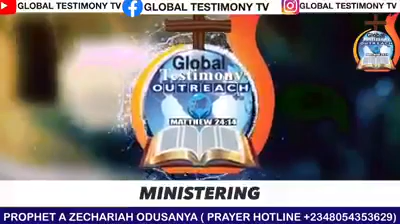 GLOBAL TESTIMONY TV GLOBAL TESTIMONY TV GLOBAL TESTIMONY TV
Global
Testimony
OUTREACH
MATTHEW 24:14
MINISTERING
PROPHET A ZECHARIAH ODUSANYA ( PRAYER HOTLINE +2348054353629)